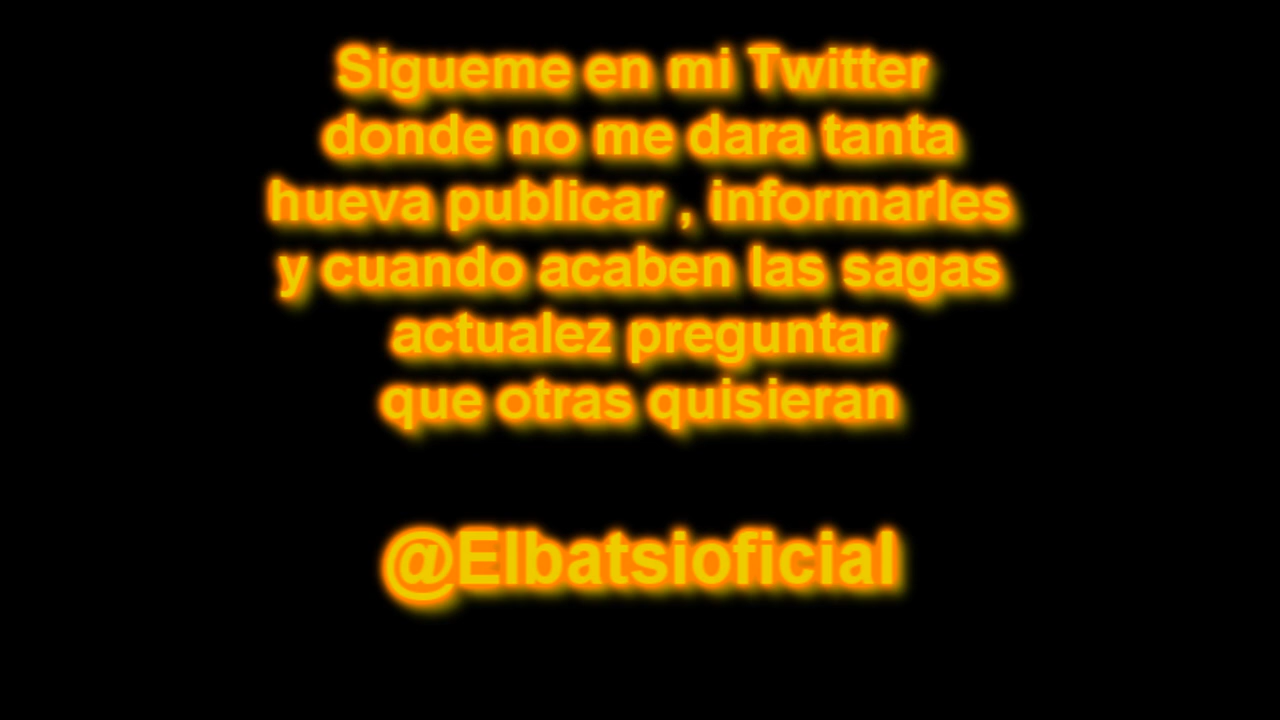 Sigueme en mi Twitter
donde no me dara tanta
hueva publicar , informarles
y cuando acaben las sagas
actualez preguntar
que otras quisieran
@Elbatsioficial